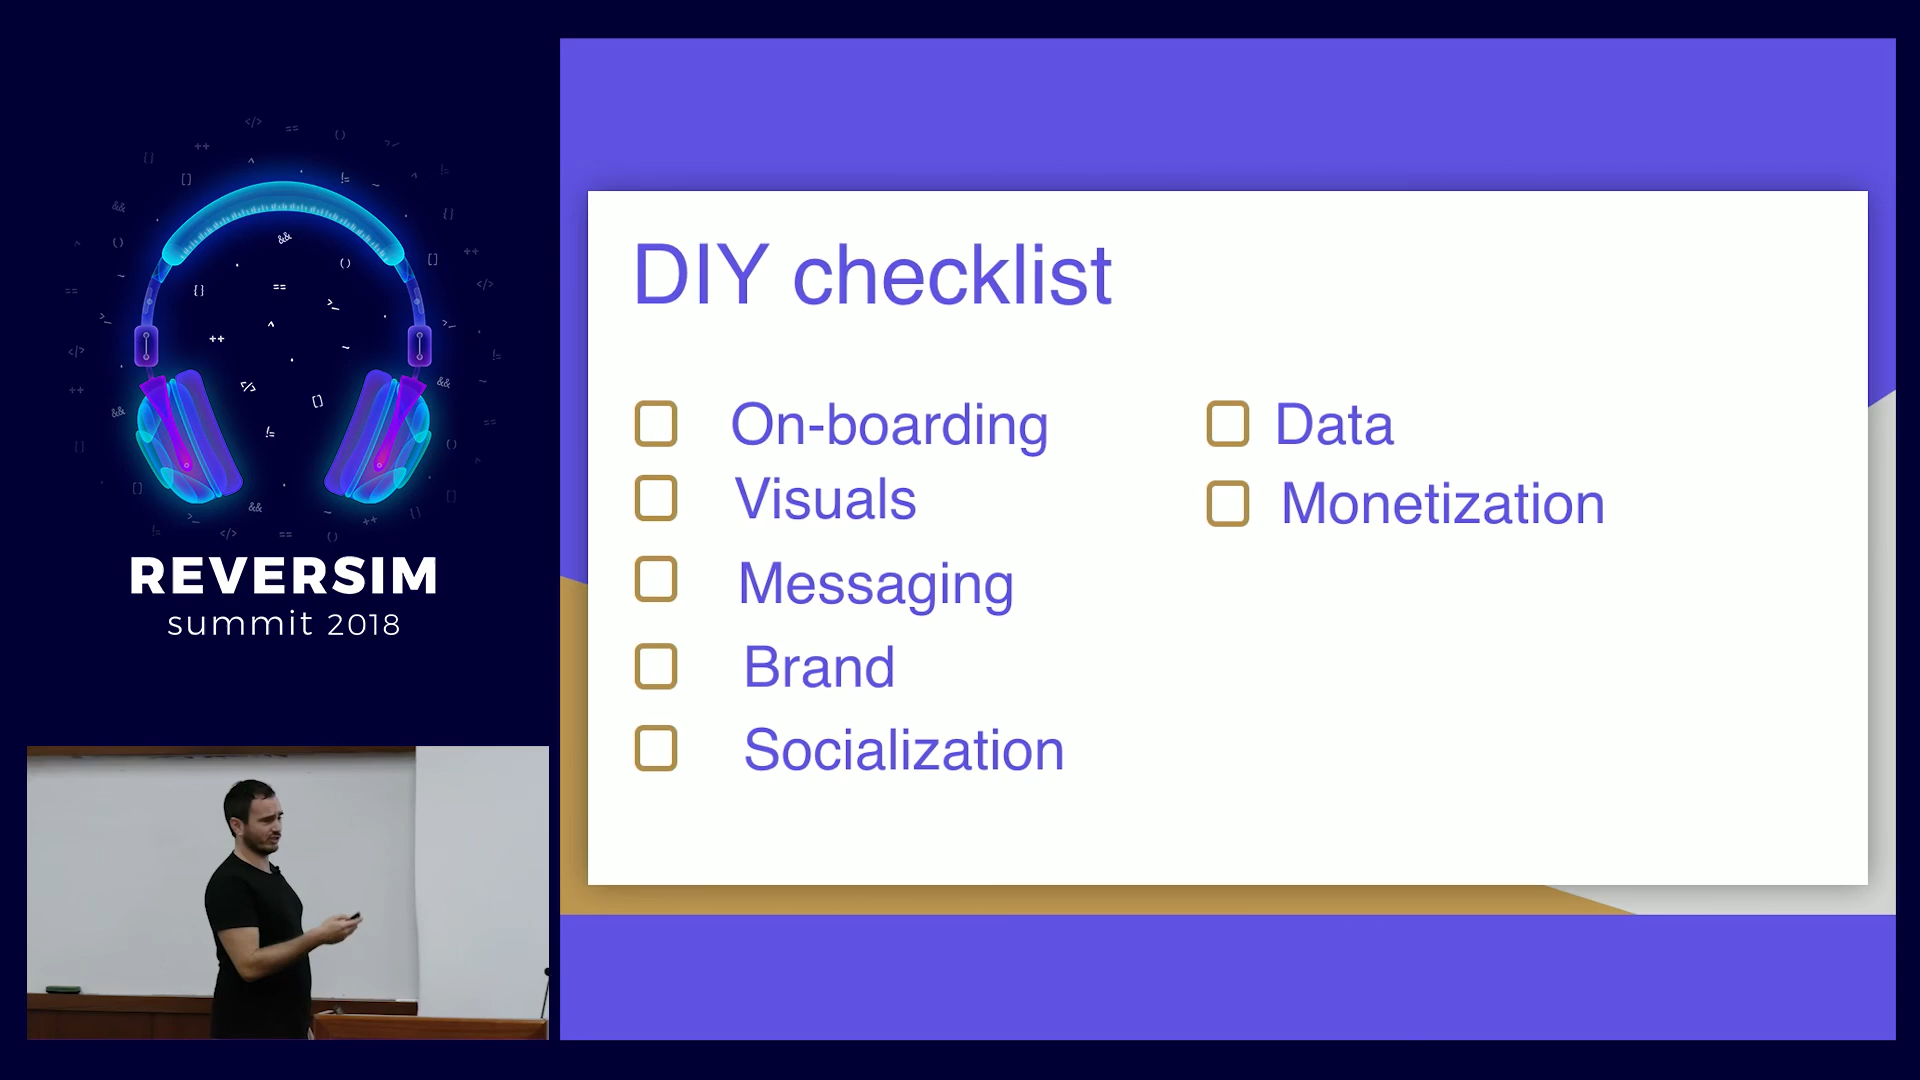 REVERSIM
summit 2018
DIY checklist
On-boarding
Visuals
Messaging
Brand
Socialization
Data
Monetization